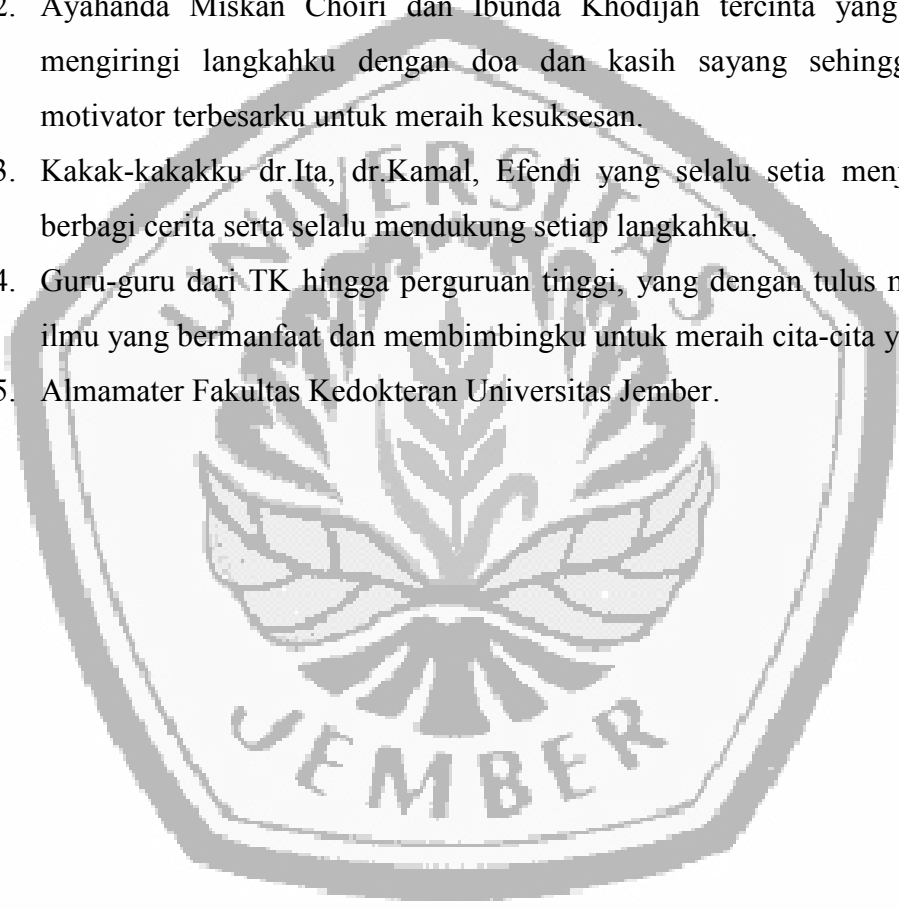 2. Ayahanda Miskan Choiri dan Ibunda Khodijah tercinta yang
mengiringi langkahku dengan doa dan kasih sayang
motivator terbesarku untuk meraih kesuksesan.
3. Kakak-kakakku dr.Ita, dr.Kamal, Efendi yang selalu setia
berbagi cerita serta selalu mendukung setiap langkahku.
4. Guru-guru dari TK hingga perguruan tinggi, yang dengan tulus
ilmu yang bermanfaat dan membimbingku untuk meraih cita-cita
5. Almamater Fakultas Kedokteran Universitas Jember.
UNIVERSITAS
JEMBER